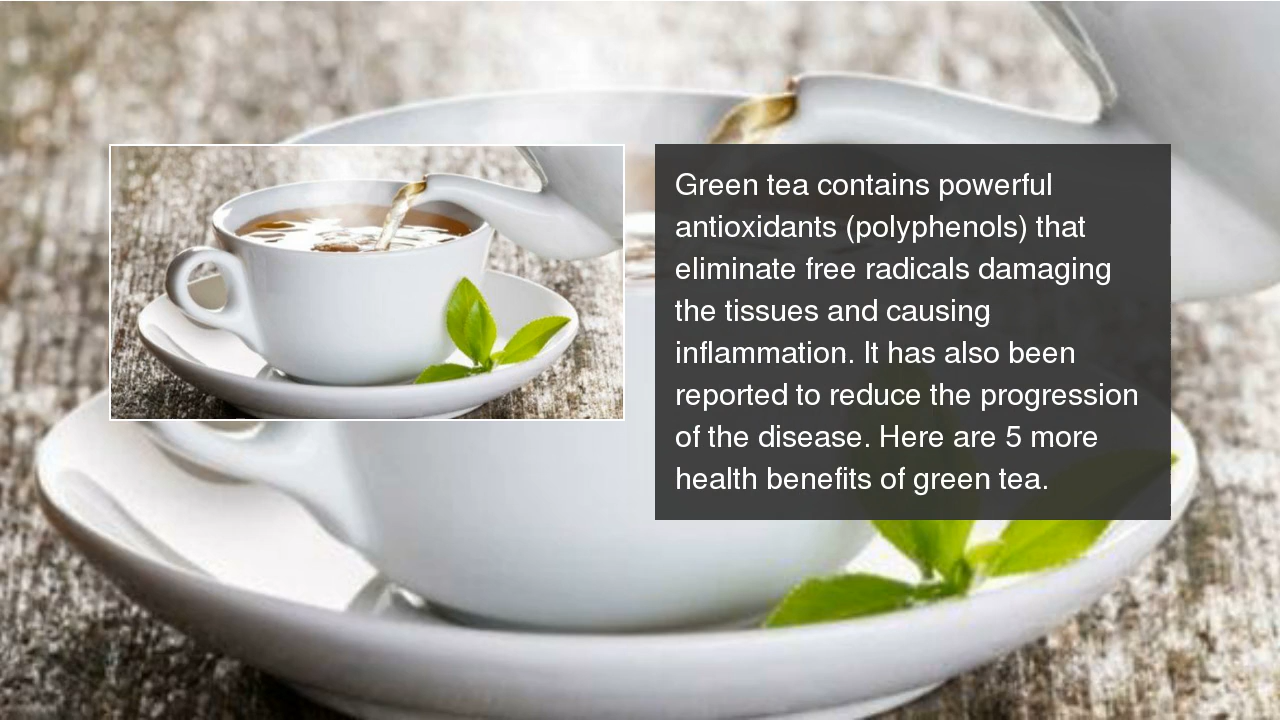 Green tea contains powerful
antioxidants (polyphenols) that
eliminate free radicals damaging
the tissues and causing
inflammation. It has also been
reported to reduce the progression
of the disease. Here are 5 more
health benefits of green tea.